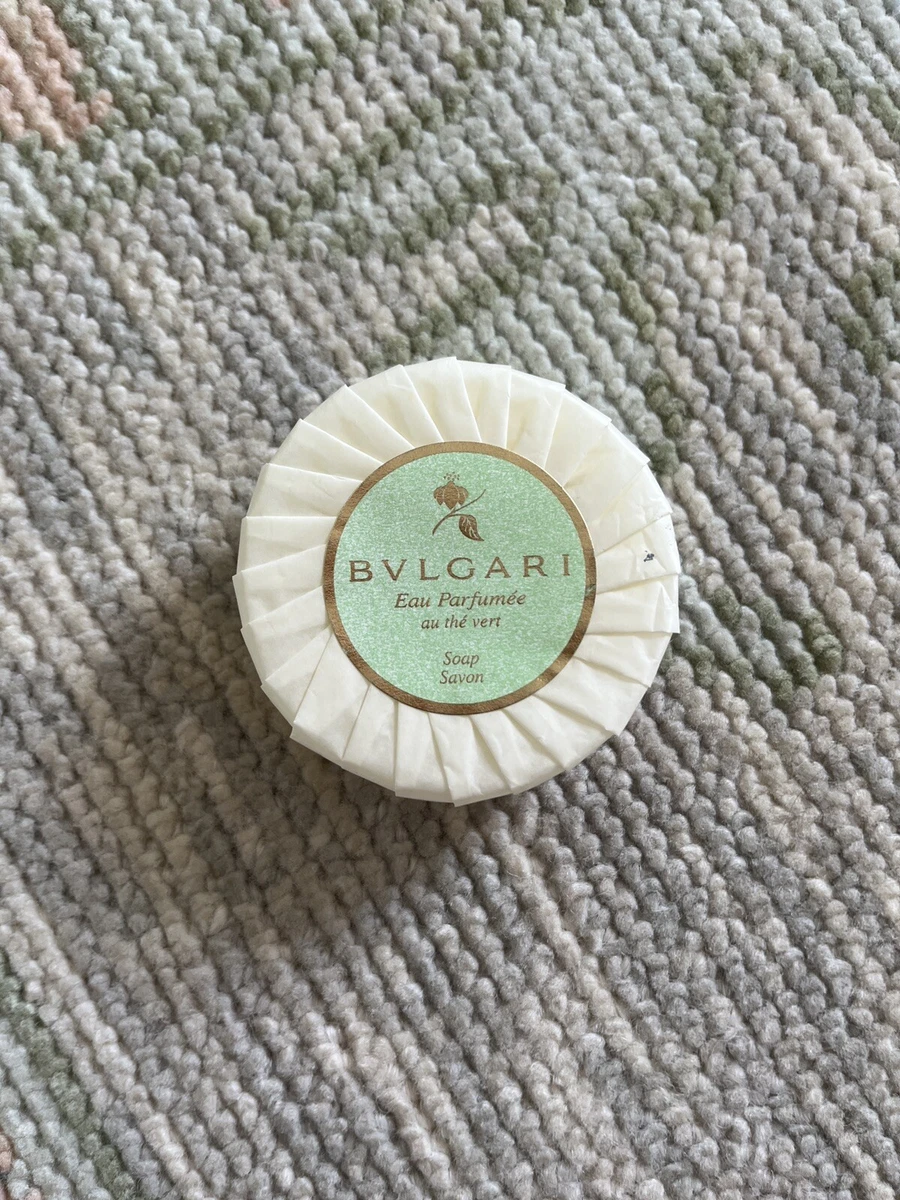 BVLGARI
Eau Parfumée
au thé vert
Soap
Savon